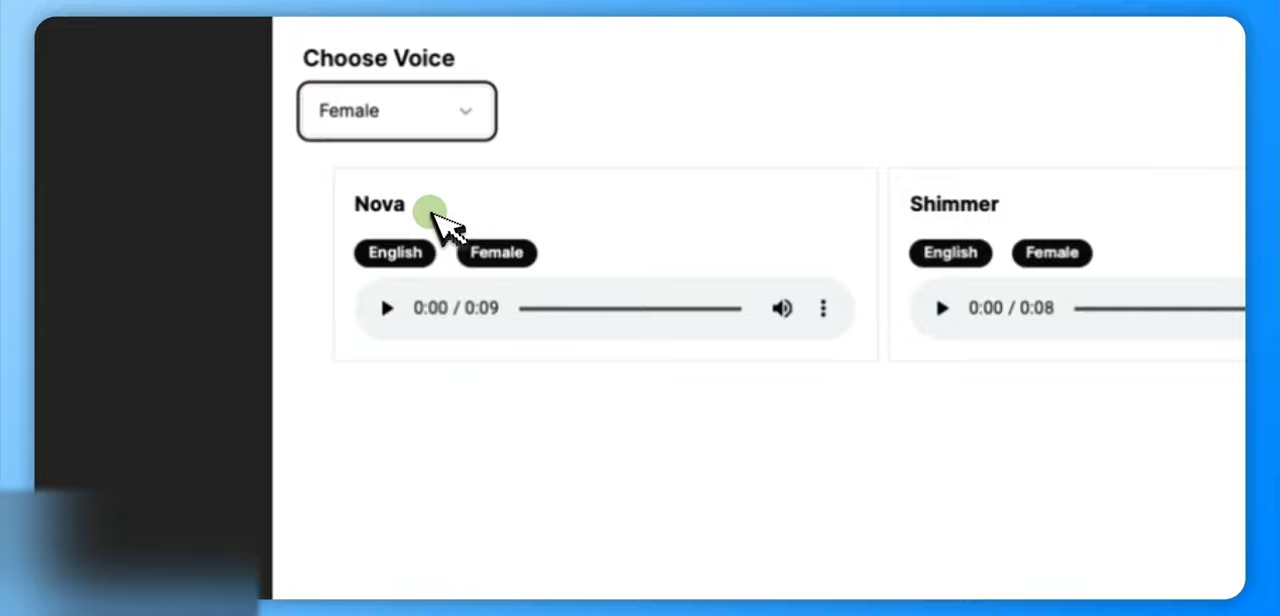 Choose Voice
Female
Nova
English Female
0:00 / 0:09
Shimmer
English Female
0:00 / 0:08